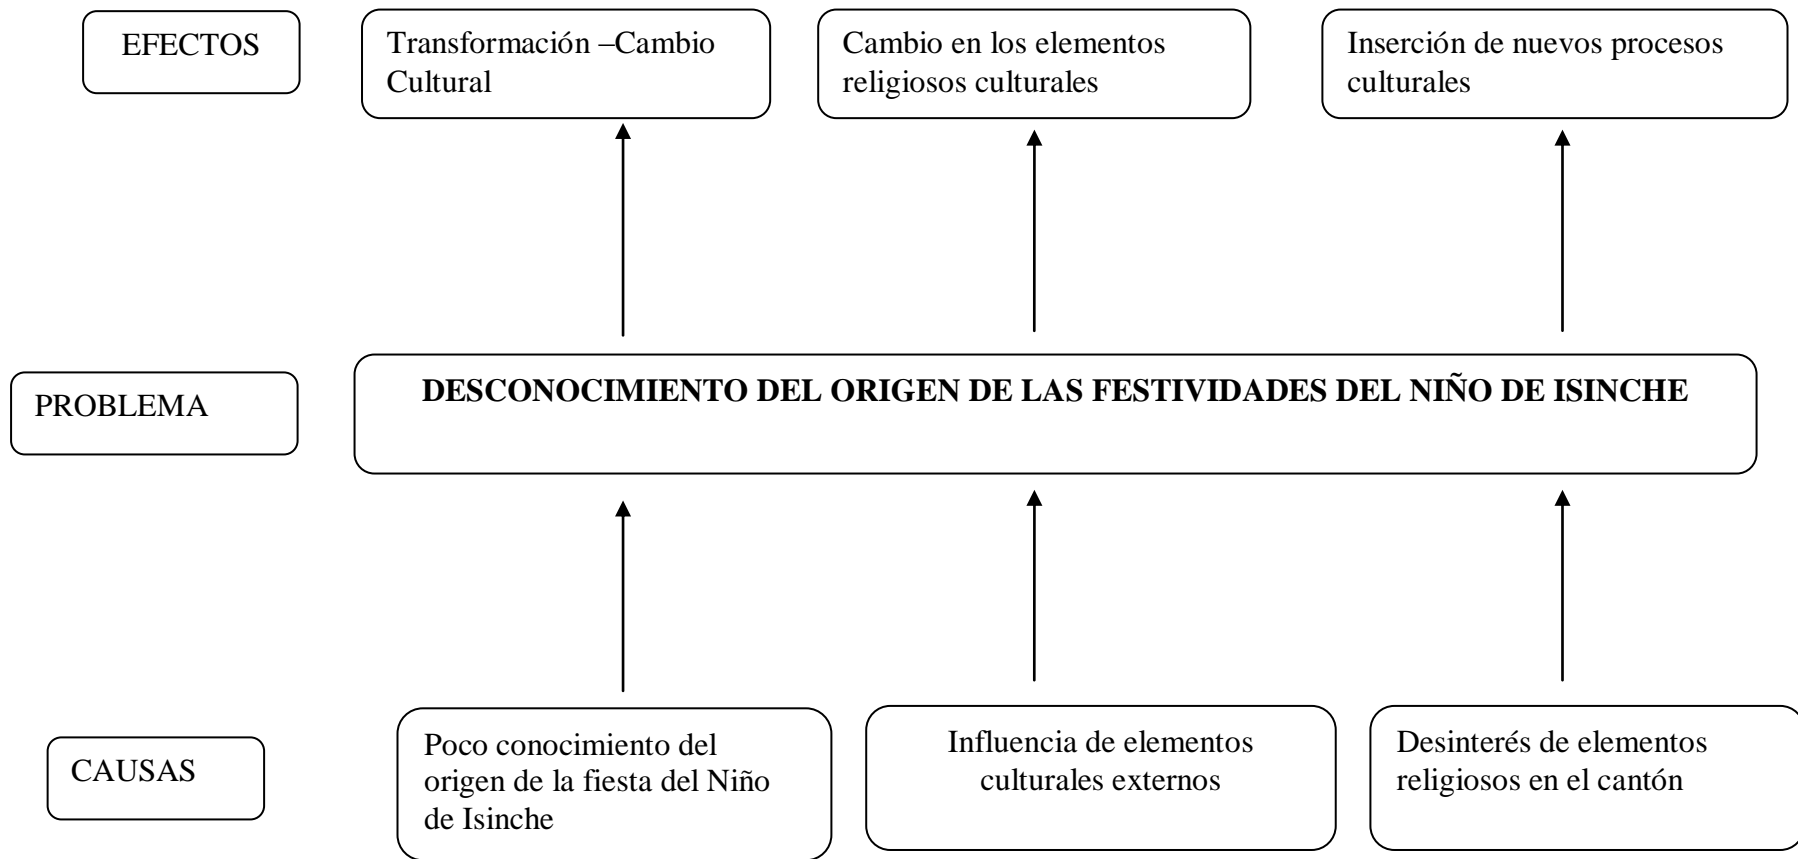 EFECTOS
Transformación –Cambio
Cultural
Cambio en los elementos
religiosos culturales
Inserción de nuevos procesos
culturales
PROBLEMA
DESCONOCIMIENTO DEL ORIGEN DE LAS FESTIVIDADES DEL NIÑO DE ISINCHE
CAUSAS
Poco conocimiento del
origen de la fiesta del Niño
de Isinche
Influencia de elementos
culturales externos
Desinterés de elementos
religiosos en el cantón